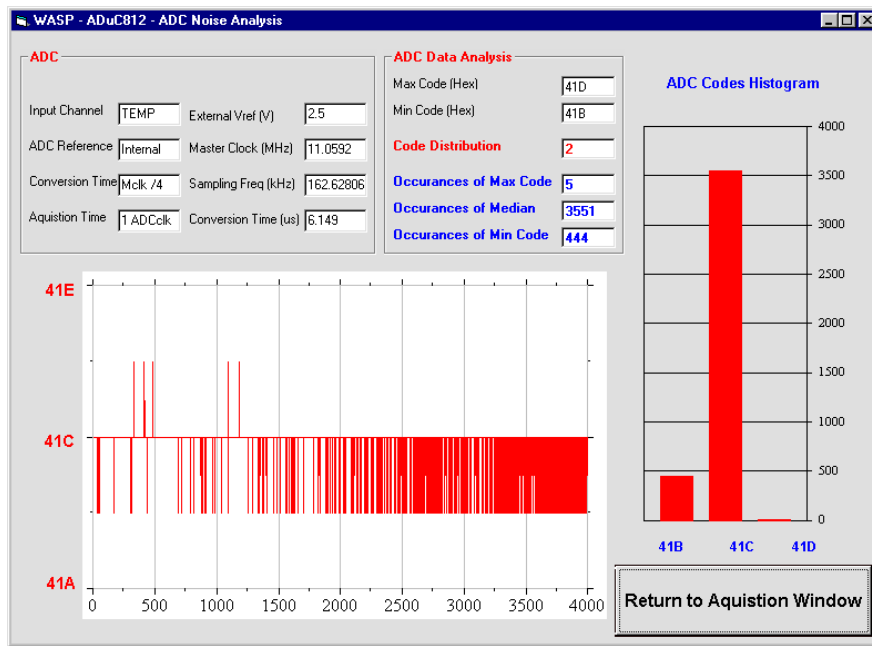 WASP - ADuC812 - ADC Noise Analysis
ADC
Input Channel TEMP External Vref (V) 2.5
ADC Reference Internal Master Clock (MHz) 11.0592
Conversion Time Mclk /4 Sampling Freq (kHz) 162.62806
Aquistion Time 1 ADCclk Conversion Time (us) 6.149
ADC Data Analysis
Max Code (Hex) 41D
Min Code (Hex) 41B
Code Distribution 2
Occurances of Max Code 5
Occurances of Median 3551
Occurances of Min Code 444
ADC Codes Histogram
4000
3500
3000
2500
2000
1500
1000
500
0
41B 41C 41D
41E
41C
41A
0 500 1000 1500 2000 2500 3000 3500 4000
Return to Aquistion Window